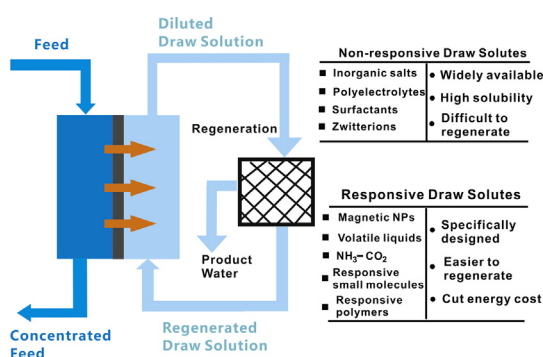 Feed
Diluted
Draw Solution
Regeneration
Product
Water
Concentrated
Feed
Regenerated
Draw Solution
Non-responsive Draw Solutes
■ Inorganic salts
■ Polyelectrolytes
■ Surfactants
■ Zwitterions
• Widely available
• High solubility
• Difficult to
regenerate
Responsive Draw Solutes
■ Magnetic NPs
■ Volatile liquids
■ NH₃–CO₂
■ Responsive
small molecules
■ Responsive
polymers
• Specifically
designed
• Easier to
regenerate
• Cut energy cost